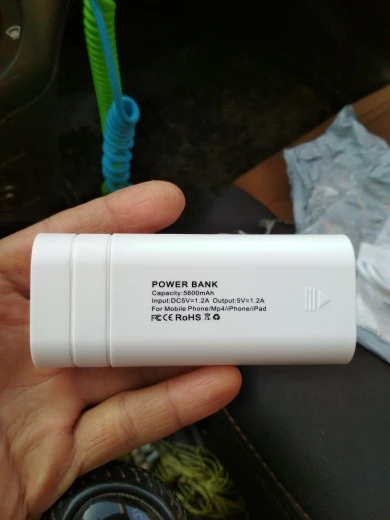 POWER BANK
Capacity:5600mAh
Input:DC5V=1.2A Output:5V=1.2A
For Mobile Phone/Mp4/iPhone/iPad
FC CE RoHS